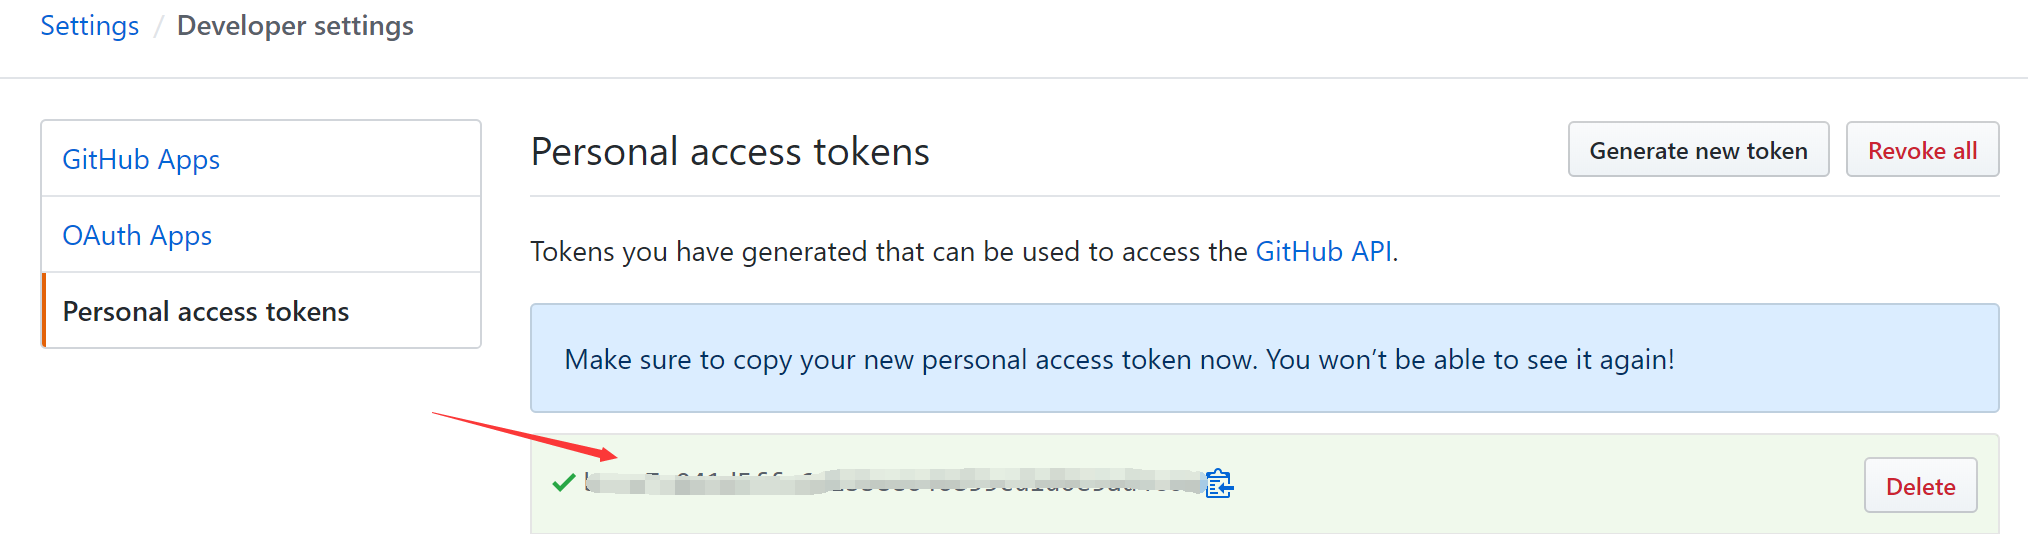 Settings / Developer settings
GitHub Apps
OAuth Apps
Personal access tokens
Personal access tokens
Generate new token
Revoke all
Tokens you have generated that can be used to access the GitHub API.
Make sure to copy your new personal access token now. You won't be able to see it again!
Delete